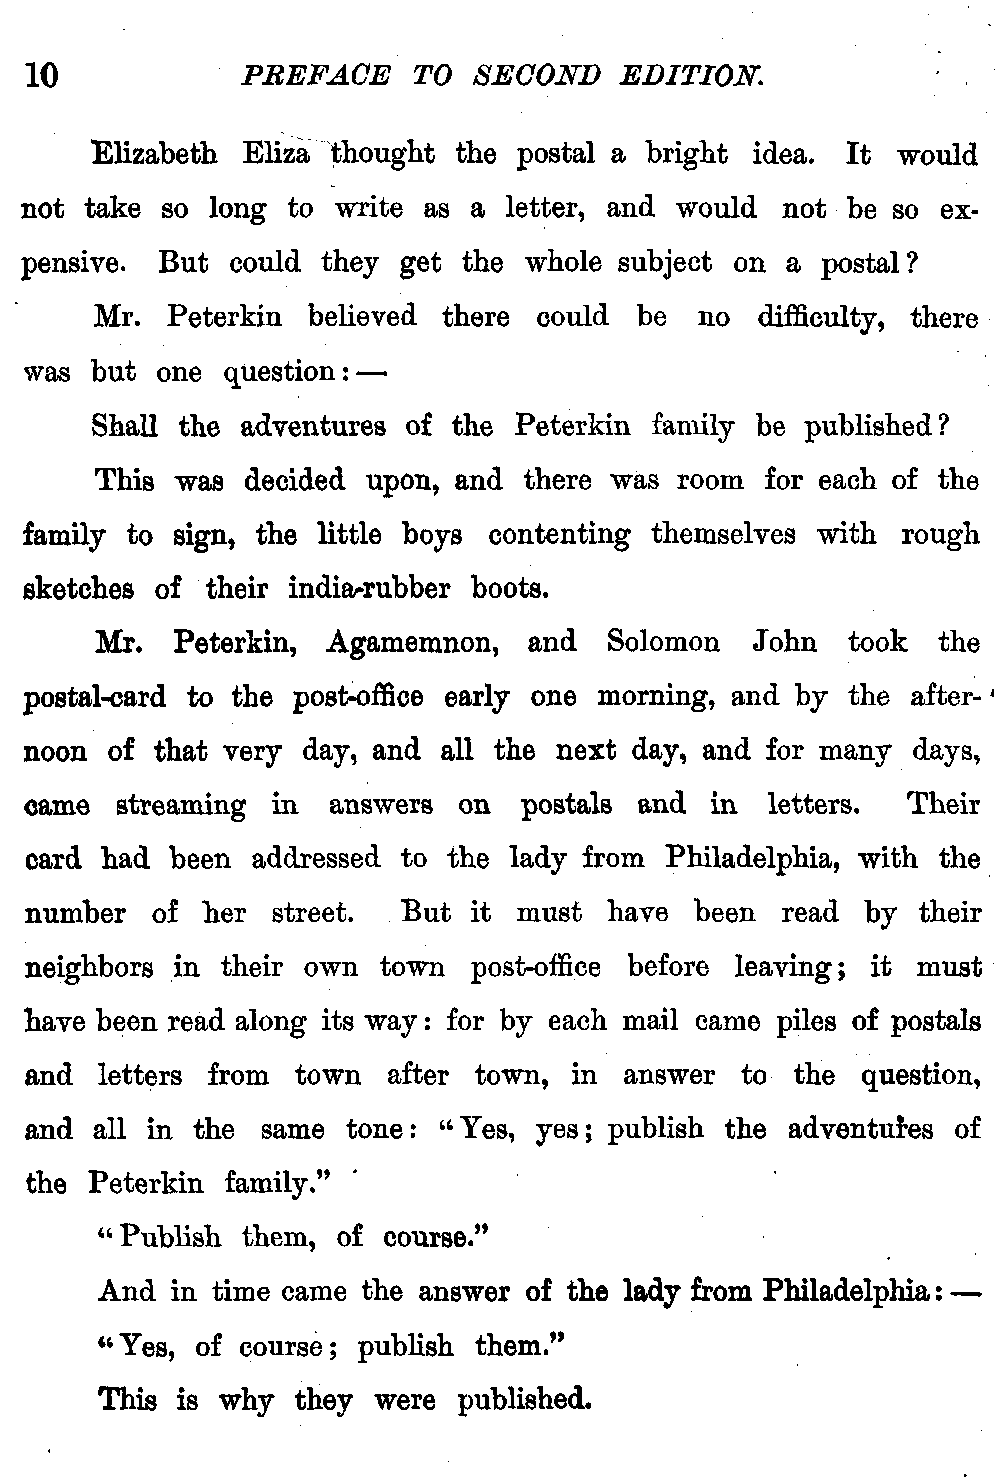 10 PREFACE TO SECOND EDITION.
Elizabeth Eliza thought the postal a bright idea. It would
not take so long to write as a letter, and would not be so ex-
pensive. But could they get the whole subject on a postal?
Mr. Peterkin believed there could be no difficulty, there
was but one question: —
Shall the adventures of the Peterkin family be published?
This was decided upon, and there was room for each of the
family to sign, the little boys contenting themselves with rough
sketches of their india-rubber boots.
Mr. Peterkin, Agamemnon, and Solomon John took the
postal-card to the post-office early one morning, and by the after-
noon of that very day, and all the next day, and for many days,
came streaming in answers on postals and in letters. Their
card had been addressed to the lady from Philadelphia, with the
number of her street. But it must have been read by their
neighbors in their own town post-office before leaving; it must
have been read along its way: for by each mail came piles of postals
and letters from town after town, in answer to the question,
and all in the same tone: "Yes, yes; publish the adventures of
the Peterkin family."
"Publish them, of course."
And in time came the answer of the lady from Philadelphia: —
"Yes, of course; publish them."
This is why they were published.